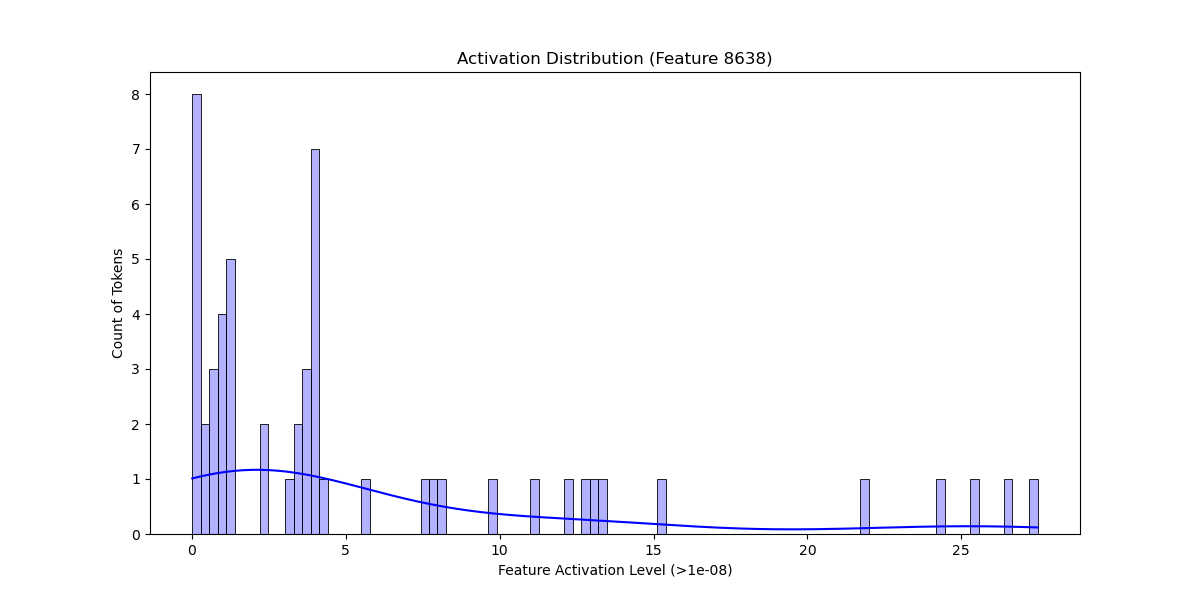 Activation Distribution (Feature 8638)
Count of Tokens
8
7
6
5
4
3
2
1
0
0 5 10 15 20 25
Feature Activation Level (>1e-08)